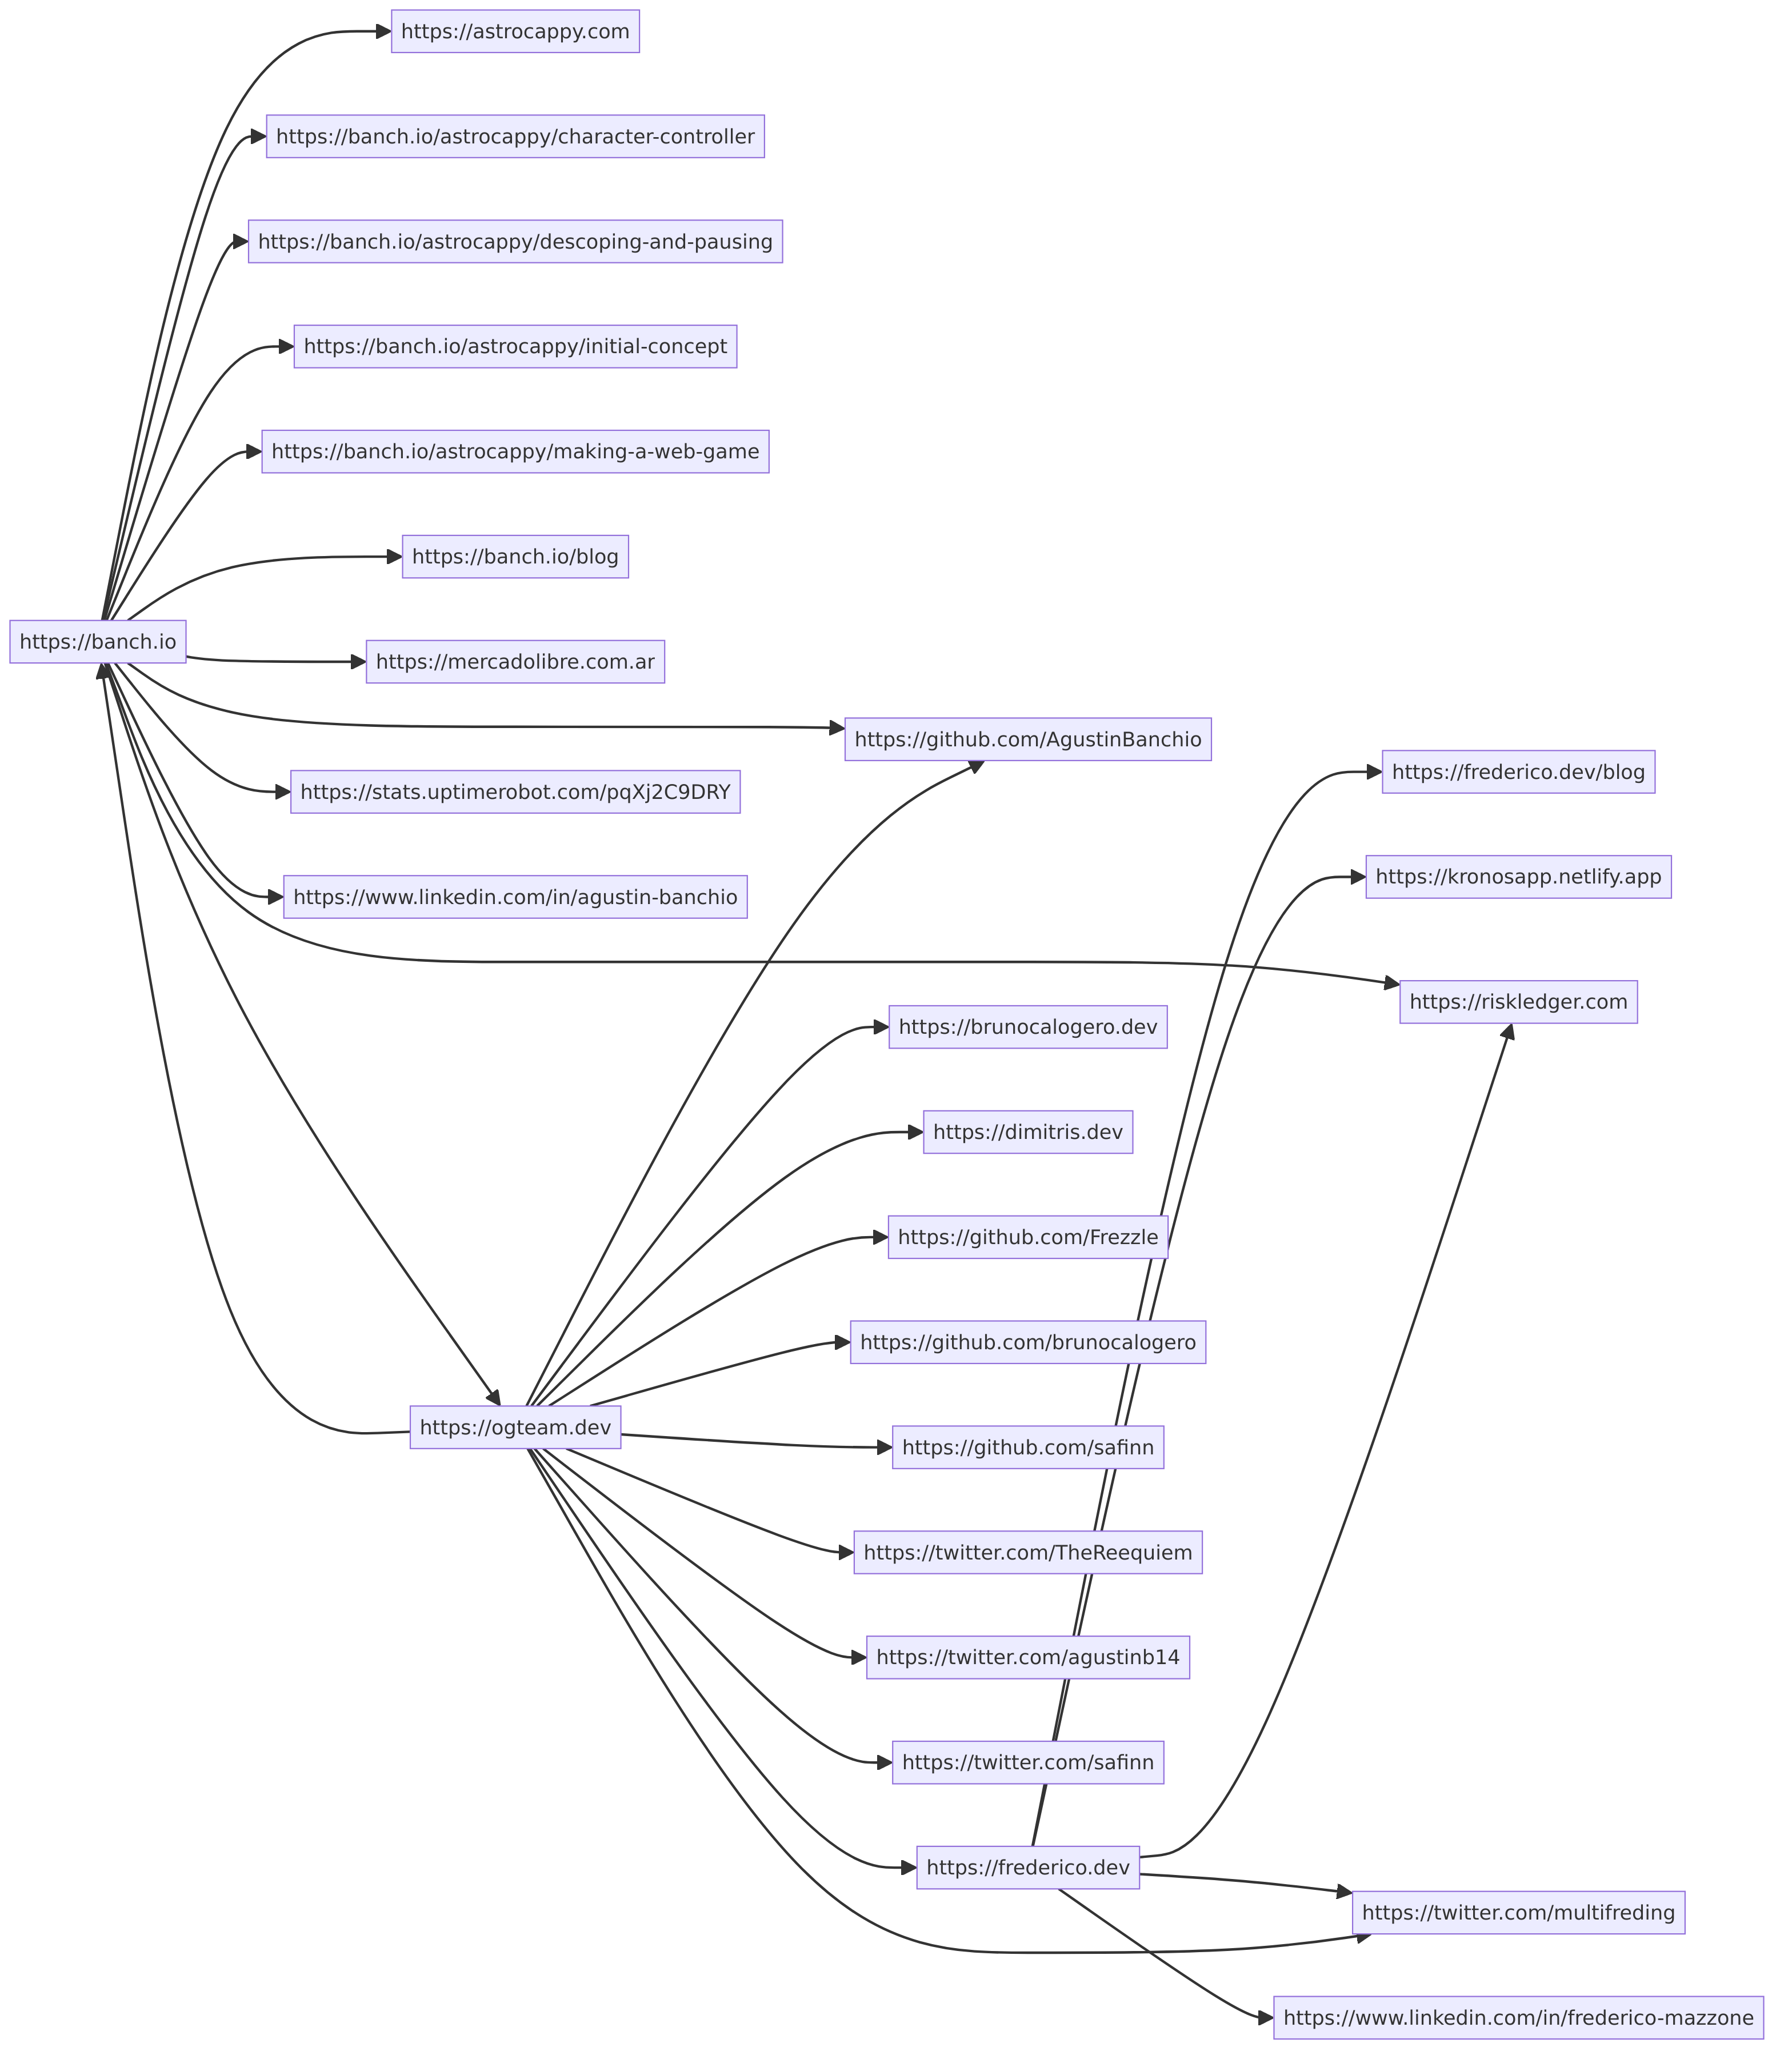 https://astrocappy.com
https://banch.io/astrocappy/character-controller
https://banch.io/astrocappy/descoping-and-pausing
https://banch.io/astrocappy/initial-concept
https://banch.io/astrocappy/making-a-web-game
https://banch.io/blog
https://banch.io
https://mercadolibre.com.ar
https://github.com/AgustinBanchio
https://frederico.dev/blog
https://stats.uptimerobot.com/pqXj2C9DRY
https://kronosapp.netlify.app
https://www.linkedin.com/in/agustin-banchio
https://riskledger.com
https://brunocalogero.dev
https://dimitris.dev
https://github.com/Frezzle
https://github.com/brunocalogero
https://ogteam.dev
https://github.com/safinn
https://twitter.com/TheReequiem
https://twitter.com/agustinb14
https://twitter.com/safinn
https://frederico.dev
https://twitter.com/multifreding
https://www.linkedin.com/in/frederico-mazzone